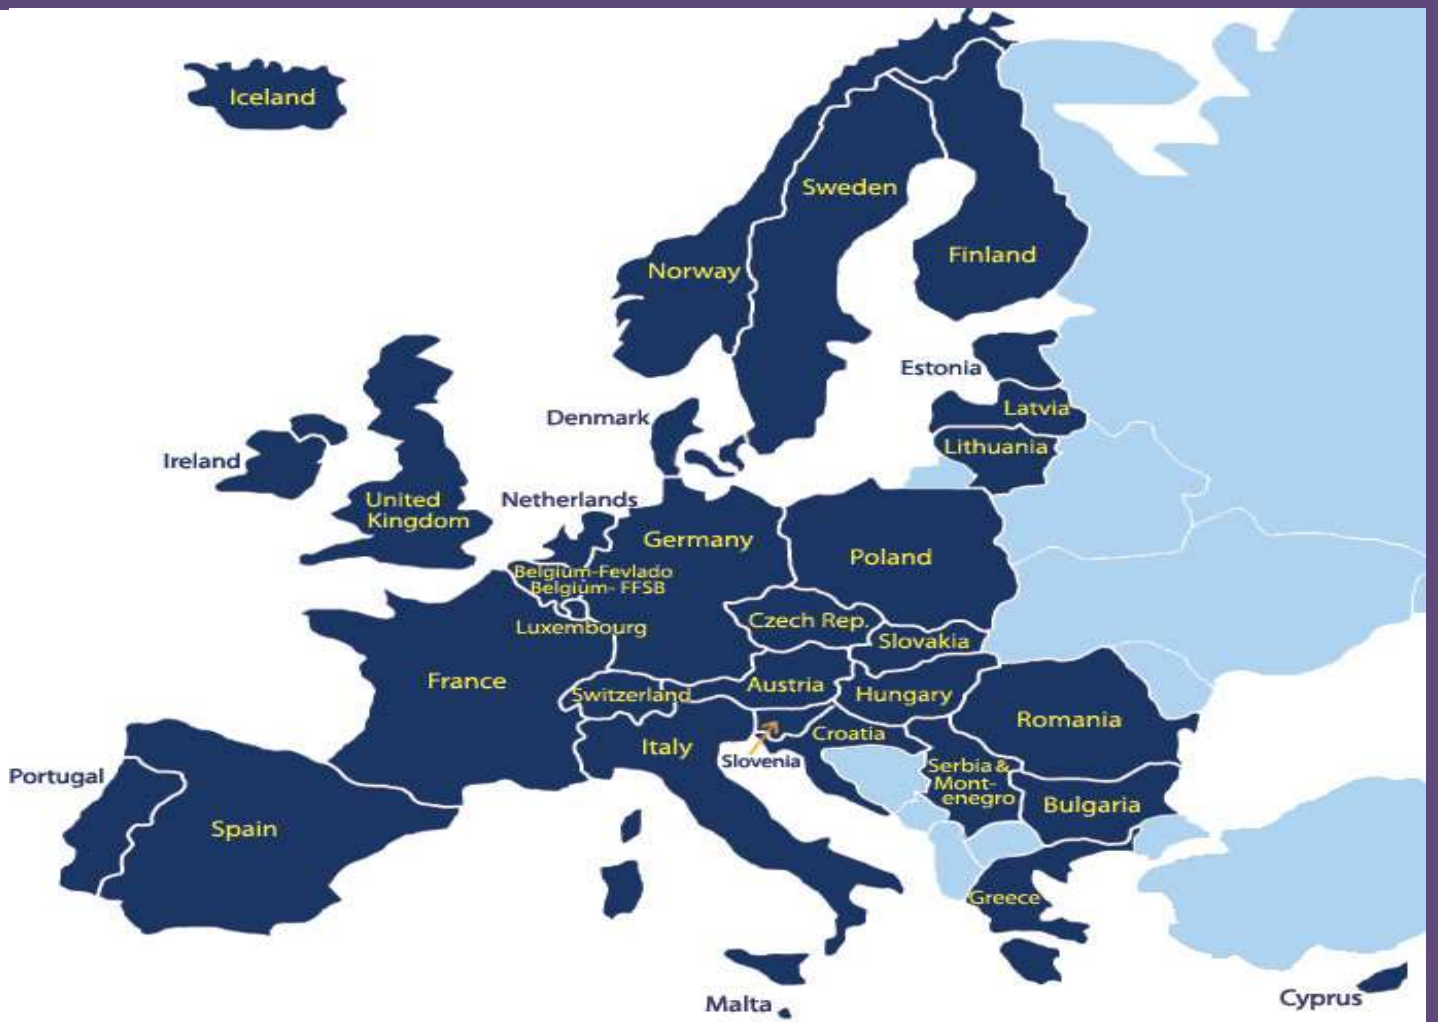 Iceland
Sweden
Finland
Norway
Estonia
Latvia
Denmark
Lithuania
Ireland
United
Kingdom
Netherlands
Germany
Poland
Belgium-Fevlado
Belgium- FFSB
Czech Rep.
Luxembourg
Slovakia
France
Switzerland
Austria
Hungary
Romania
Italy
Croatia
Slovenia
Serbia &
Mont-
enegro
Portugal
Bulgaria
Spain
Greece
Malta
Cyprus